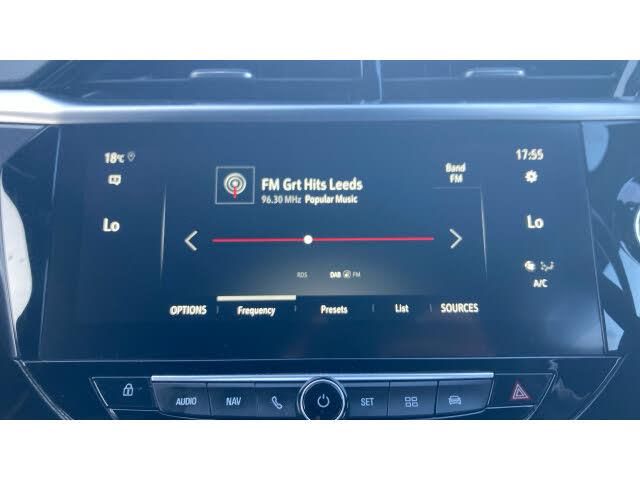 18°C
17:55
FM Grt Hits Leeds
96.30 MHz Popular Music
Band
FM
Lo
Lo
RDS DAB FM
A/C
OPTIONS Frequency Presets List SOURCES
AUDIO NAV SET